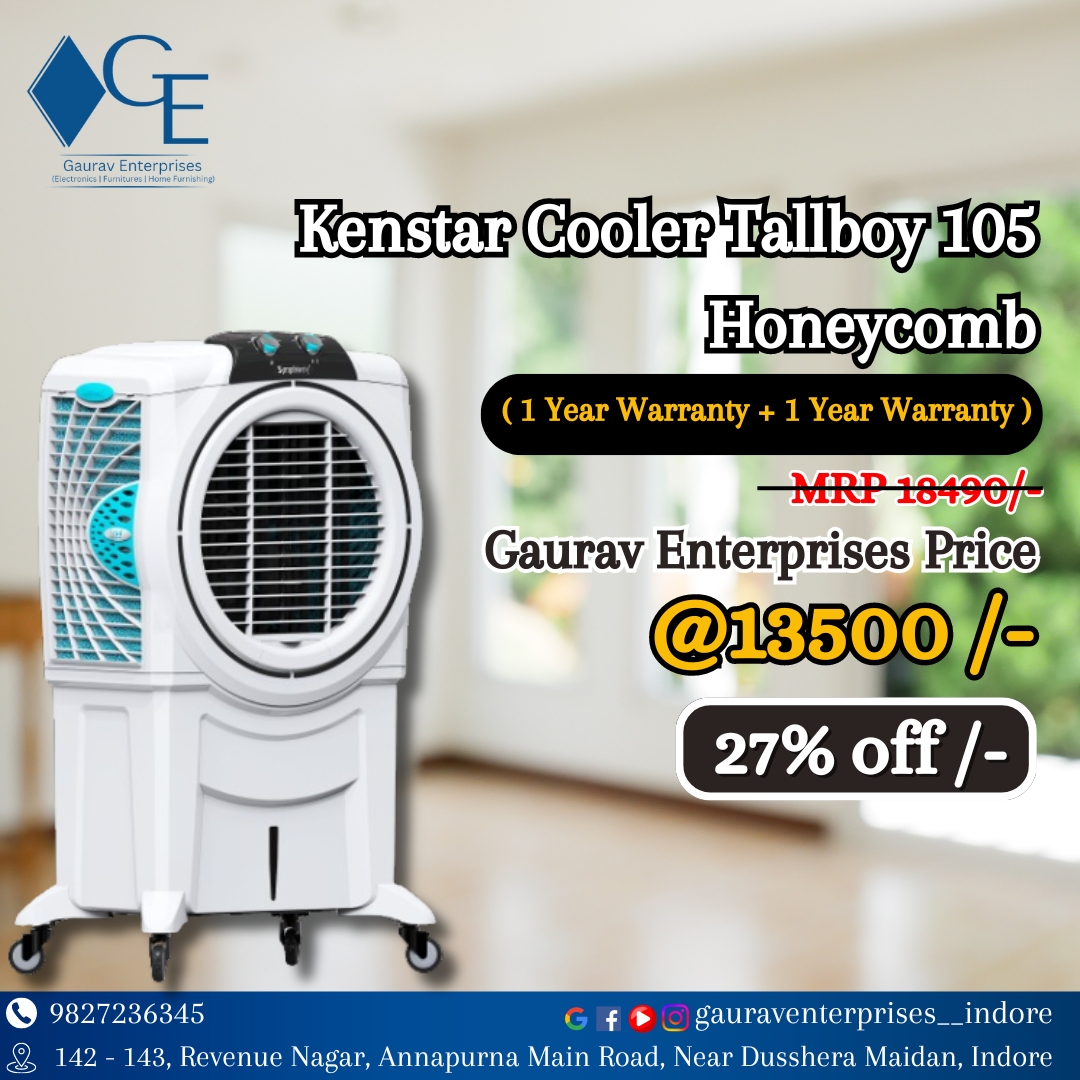 GE
Gaurav Enterprises
(Electronics | Furnitures | Home Furnishing)
Kenstar Cooler Tallboy 105
Honeycomb
( 1 Year Warranty + 1 Year Warranty )
MRP 18490/-
Gaurav Enterprises Price
@13500 /-
27% off /-
Symphony
9827236345
gauraventerprises__indore
142 - 143, Revenue Nagar, Annapurna Main Road, Near Dusshera Maidan, Indore